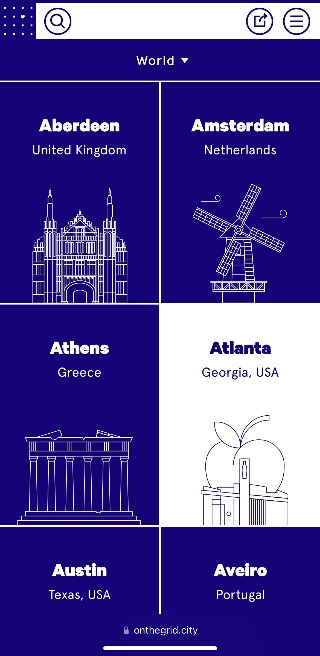 World
Aberdeen
United Kingdom
Amsterdam
Netherlands
Athens
Greece
Atlanta
Georgia, USA
Austin
Texas, USA
Aveiro
Portugal
onthegrid.city